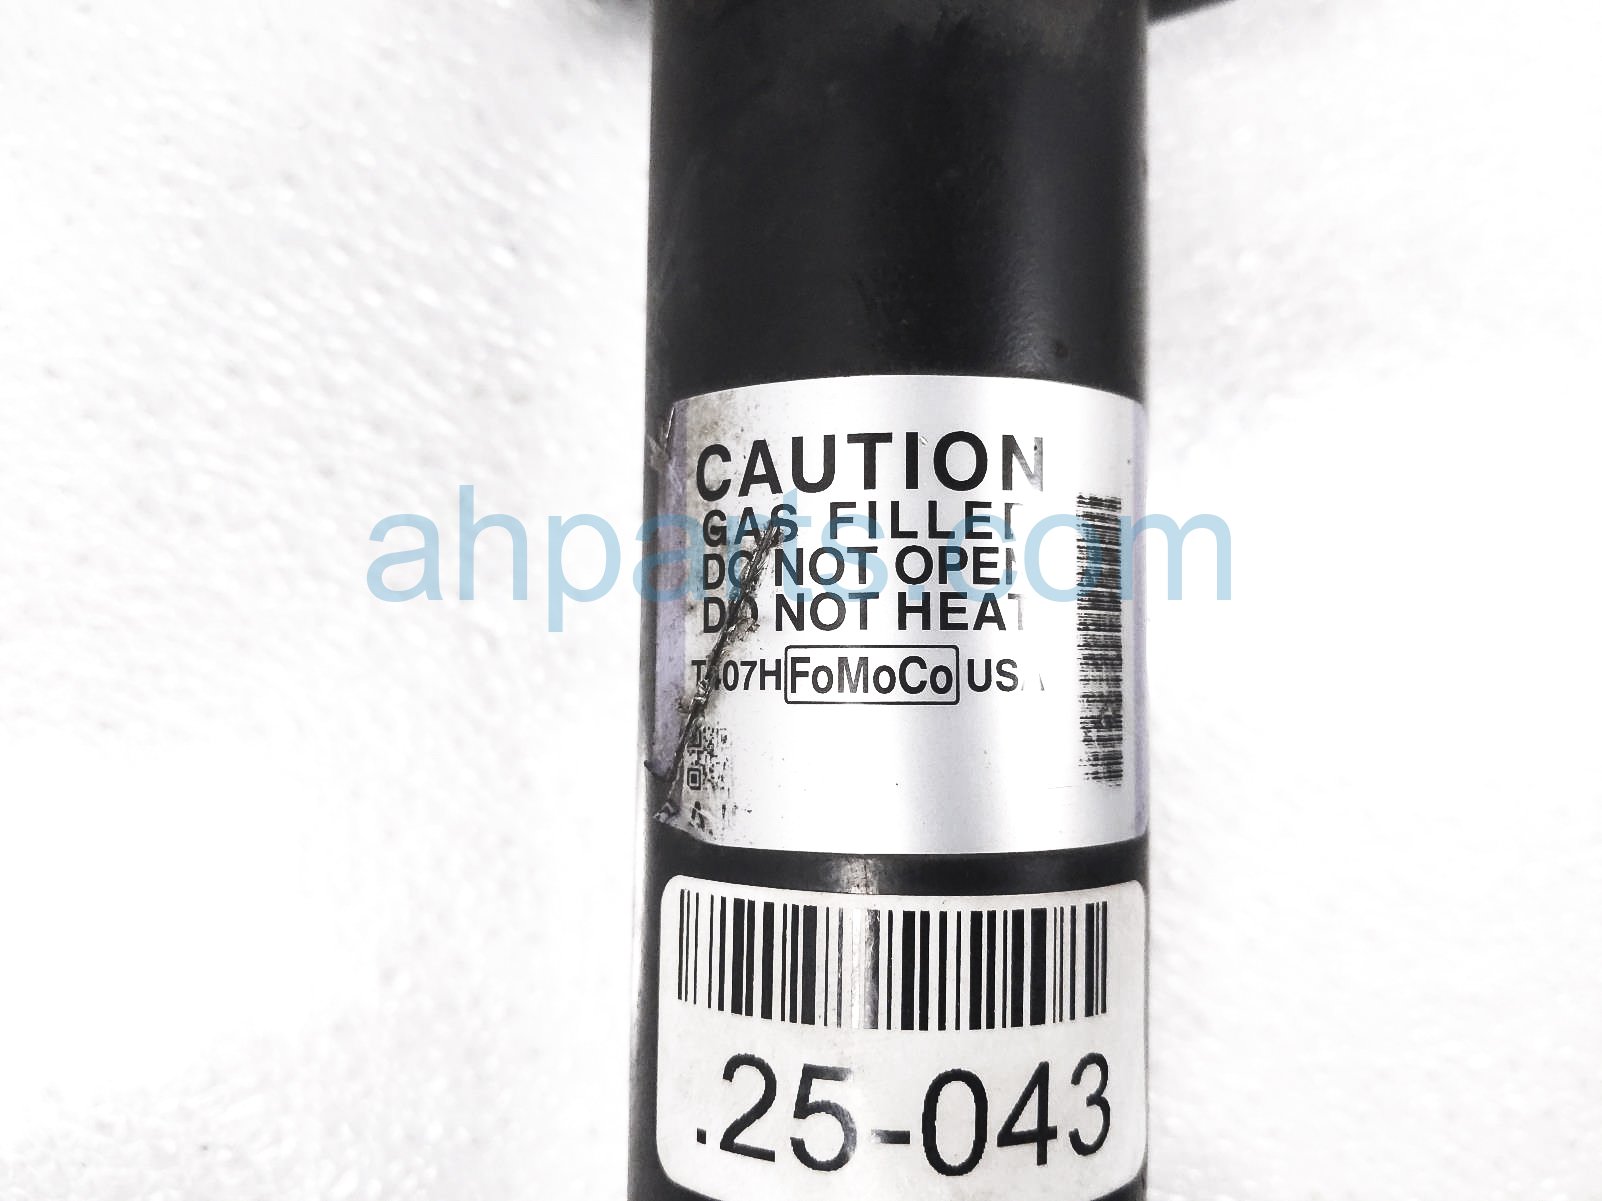 CAUTION
GAS FILLED
DO NOT OPEN
DO NOT HEAT
FoMoCo USA
.25-043
ahparts.com